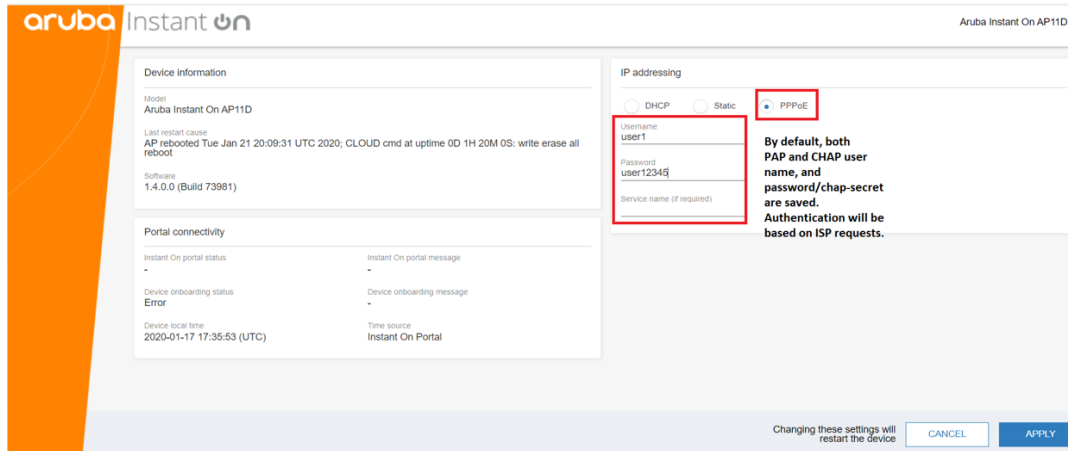 aruba Instant On
Aruba Instant On AP11D
Device information
Model
Aruba Instant On AP11D
Last restart cause
AP rebooted Tue Jan 21 20:09:31 UTC 2020; CLOUD cmd at uptime 0D 1H 20M 0S: write erase all
reboot
Software
1.4.0.0 (Build 73981)
Portal connectivity
Instant On portal status
-
Instant On portal message
-
Device onboarding status
Error
Device onboarding message
-
Device local time
2020-01-17 17:35:53 (UTC)
Time source
Instant On Portal
IP addressing
DHCP Static PPPoE
Username
user1
Password
user12345
Service name (if required)
By default, both
PAP and CHAP user
name, and
password/chap-secret
are saved.
Authentication will be
based on ISP requests.
Changing these settings will
restart the device
CANCEL
APPLY